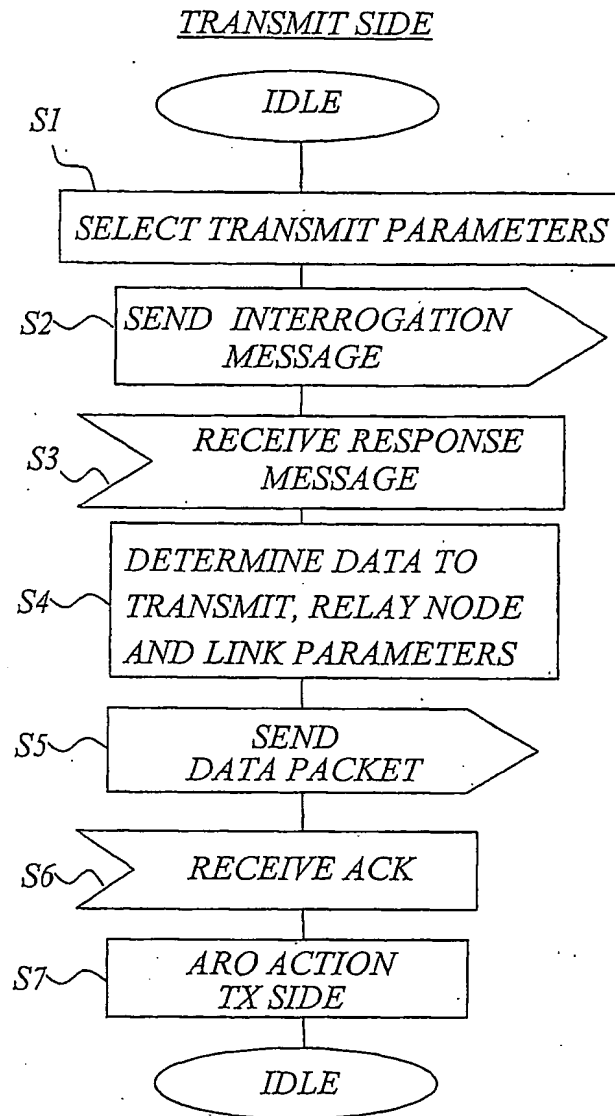 TRANSMIT SIDE
IDLE
S1
SELECT TRANSMIT PARAMETERS
S2
SEND INTERROGATION
MESSAGE
S3
RECEIVE RESPONSE
MESSAGE
S4
DETERMINE DATA TO
TRANSMIT, RELAY NODE
AND LINK PARAMETERS
S5
SEND
DATA PACKET
S6
RECEIVE ACK
S7
ARO ACTION
TX SIDE
IDLE